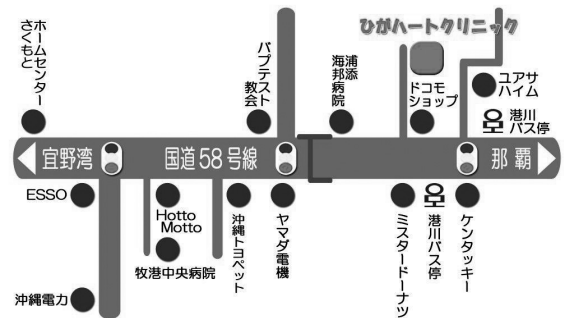 ひがハートクリニック
ホームセンター
さくもと
バプテスト
教会
浦添
海邦病院
ドコモ
ショップ
ユアサ
ハイム
港川
バス停
宜野湾
国道58号線
那覇
ESSO
Hotto
Motto
牧港中央病院
沖縄トヨペット
ヤマダ電機
ミスタードーナツ
港川バス停
ケンタッキー
沖縄電力